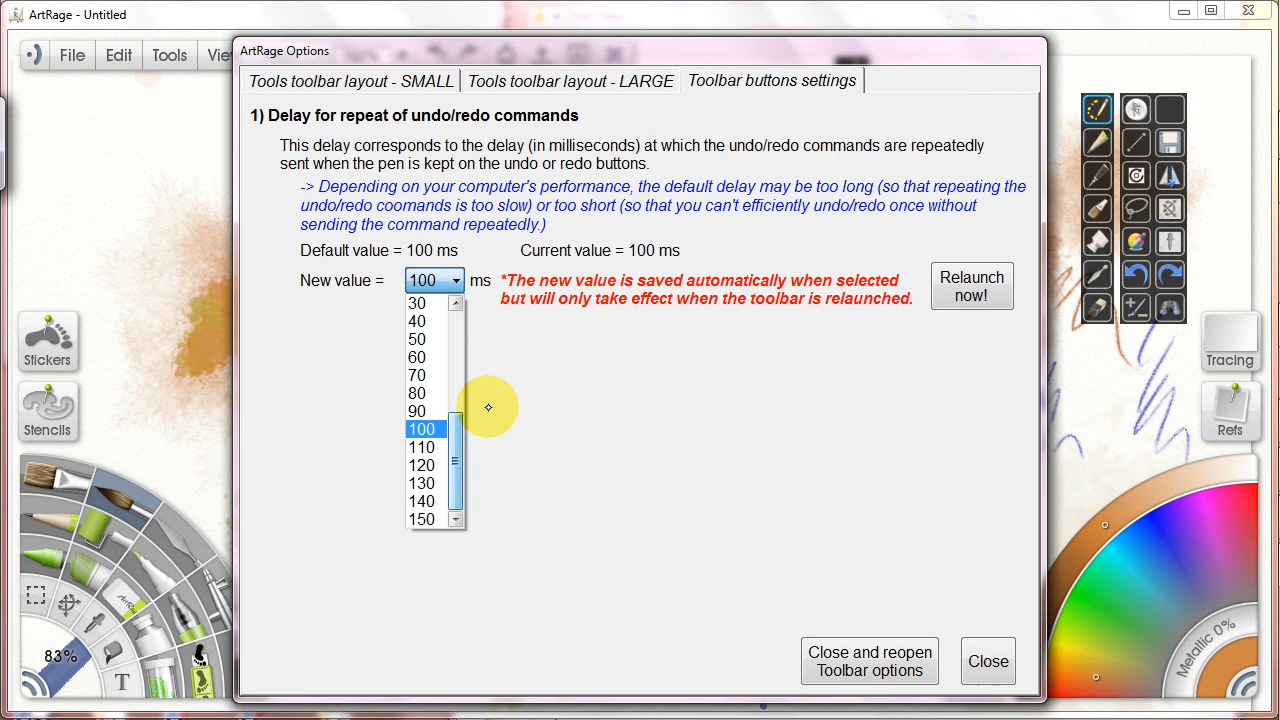 ArtRage - Untitled
File
Edit
Tools
ArtRage Options
Tools toolbar layout - SMALL
Tools toolbar layout - LARGE
Toolbar buttons settings
1) Delay for repeat of undo/redo commands
This delay corresponds to the delay (in milliseconds) at which the undo/redo commands are repeatedly
sent when the pen is kept on the undo or redo buttons.
-> Depending on your computer's performance, the default delay may be too long (so that repeating the
undo/redo coomands is too slow) or too short (so that you can't efficiently undo/redo once without
sending the command repeatedly.)
Default value = 100 ms
Current value = 100 ms
New value =
100
ms
*The new value is saved automatically when selected
but will only take effect when the toolbar is relaunched.
Relaunch
now!
30
40
50
60
70
80
90
100
110
120
130
140
150
Stickers
Stencils
Tracing
Refs
83%
T
Metallic 0%
Close and reopen
Toolbar options
Close